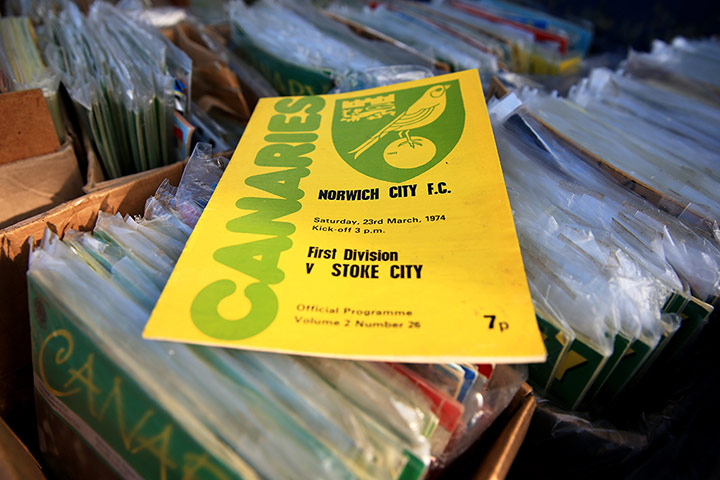 CANARIES
NORWICH CITY F.C.
Saturday, 23rd March, 1974
Kick-off 3 p.m.
First Division
v STOKE CITY
Official Programme
Volume 2 Number 26
7p
CANAR